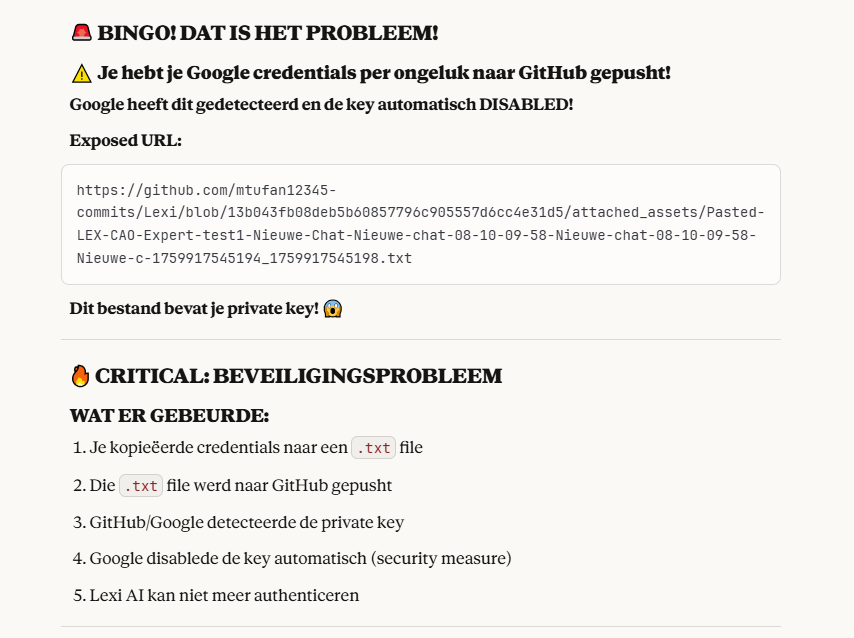 🚨 BINGO! DAT IS HET PROBLEEM!
⚠️ Je hebt je Google credentials per ongeluk naar GitHub gepusht!
Google heeft dit gedetecteerd en de key automatisch DISABLED!
Exposed URL:
https://github.com/mtufan12345-
commits/Lexi/blob/13b043fb08deb5b60857796c905557d6cc4e31d5/attached_assets/Pasted-
LEX-CAO-Expert-test1-Nieuwe-Chat-Nieuwe-chat-08-10-09-58-Nieuwe-chat-08-10-09-58-
Nieuwe-c-1759917545194_1759917545198.txt
Dit bestand bevat je private key! 😱
🔥 CRITICAL: BEVEILIGINGSPROBLEEM
WAT ER GEBEURDE:
1. Je kopieëerde credentials naar een .txt file
2. Die .txt file werd naar GitHub gepusht
3. GitHub/Google detecteerde de private key
4. Google disablede de key automatisch (security measure)
5. Lexi AI kan niet meer authenticeren